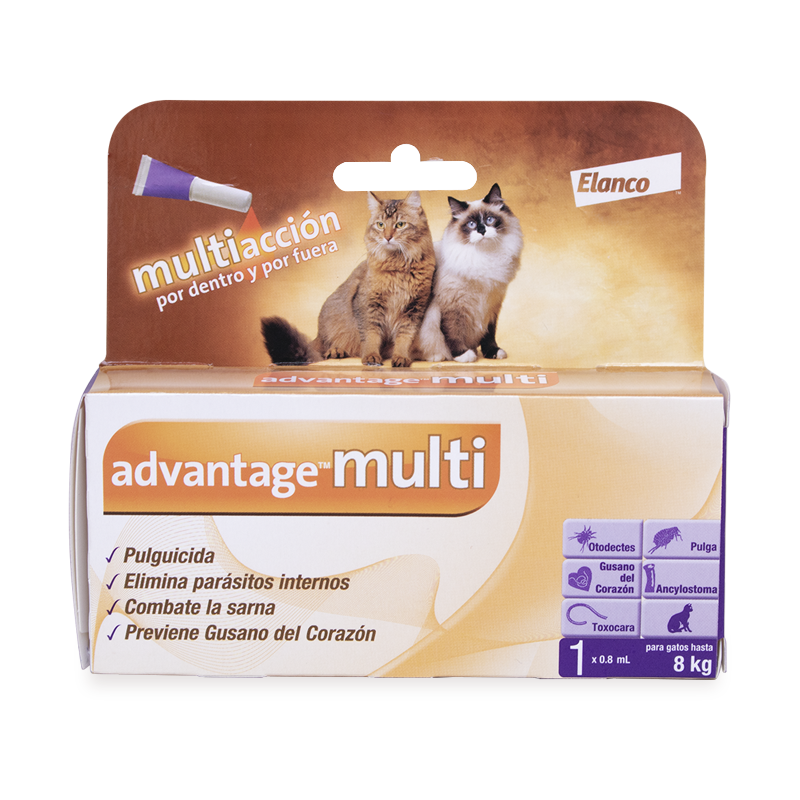 Elanco™
multiacción
por dentro y por fuera
advantage multi
advantage™ multi
✓ Pulguicida
✓ Elimina parásitos internos
✓ Combate la sarna
✓ Previene Gusano del Corazón
Otodectes
Pulga
Gusano
del
Corazón
Ancylostoma
Toxocara
1 x 0.8 mL
para gatos hasta
8 kg